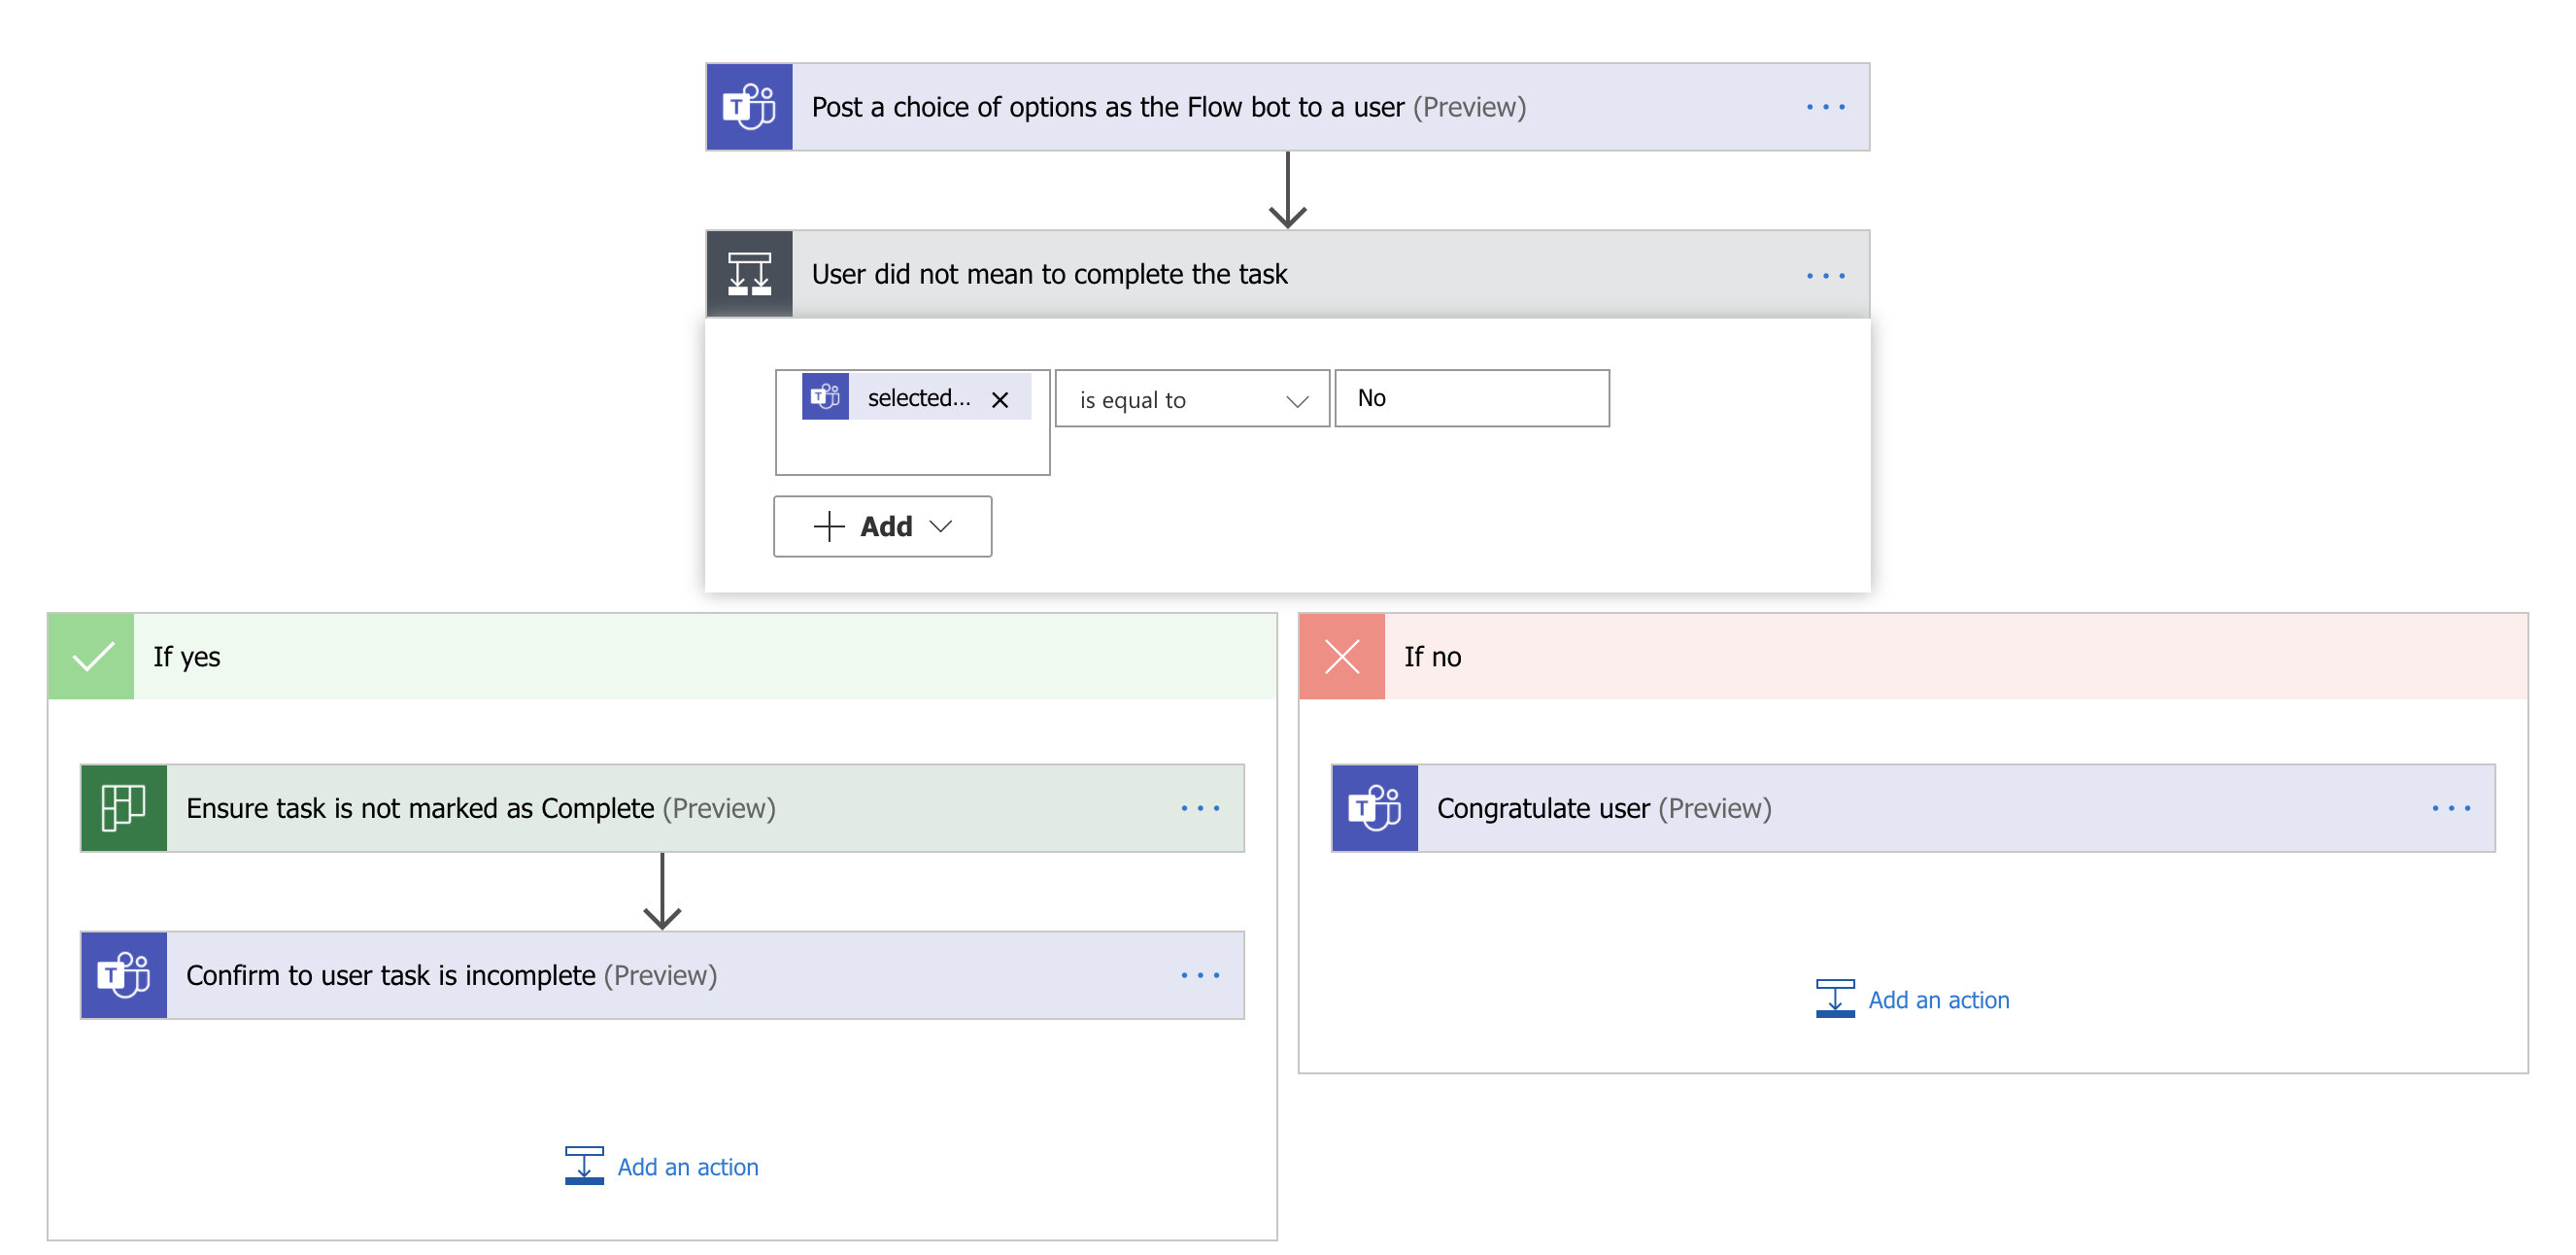 Post a choice of options as the Flow bot to a user (Preview)
User did not mean to complete the task
selected...
is equal to
No
Add
If yes
Ensure task is not marked as Complete (Preview)
Confirm to user task is incomplete (Preview)
Add an action
If no
Congratulate user (Preview)
Add an action